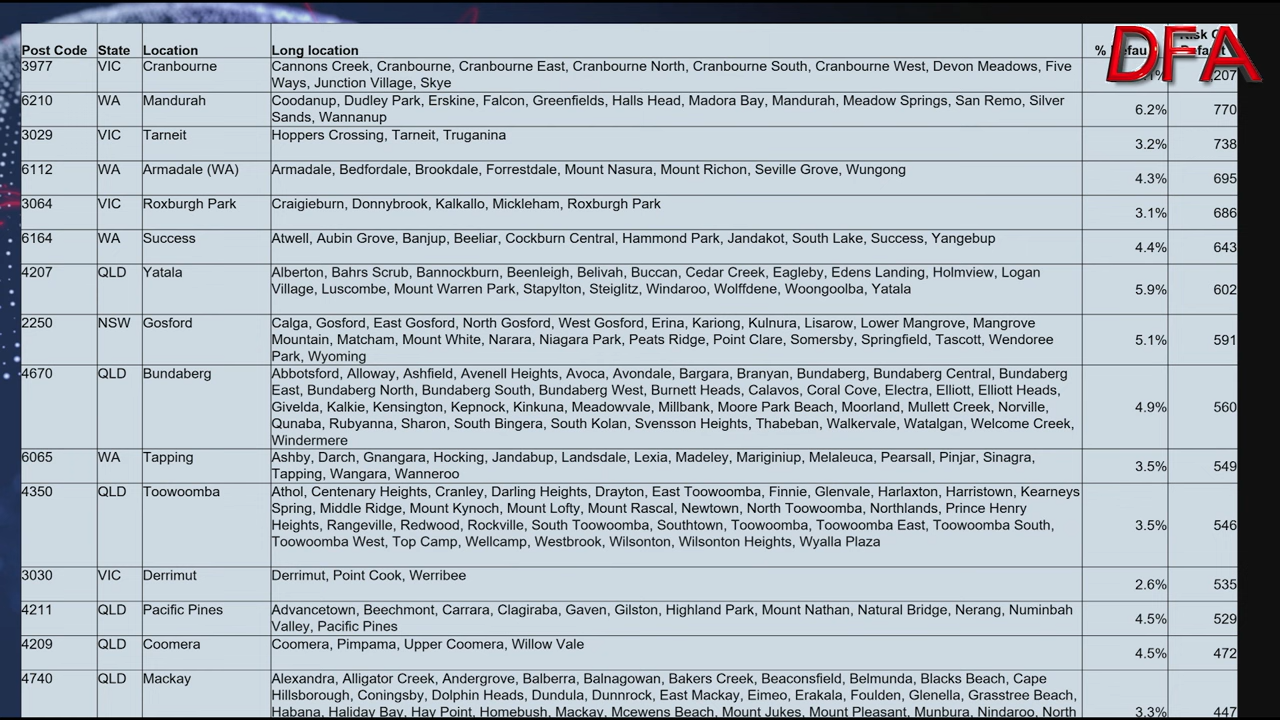 DFA
Post Code State Location Long location %
3977 VIC Cranbourne Cannons Creek, Cranbourne, Cranbourne East, Cranbourne North, Cranbourne South, Cranbourne West, Devon Meadows, Five
Ways, Junction Village, Skye
6210 WA Mandurah Coodanup, Dudley Park, Erskine, Falcon, Greenfields, Halls Head, Madora Bay, Mandurah, Meadow Springs, San Remo, Silver
Sands, Wannanup 6.2% 770
3029 VIC Tarneit Hoppers Crossing, Tarneit, Truganina
3.2% 738
6112 WA Armadale (WA) Armadale, Bedfordale, Brookdale, Forrestdale, Mount Nasura, Mount Richon, Seville Grove, Wungong
4.3% 695
3064 VIC Roxburgh Park Craigieburn, Donnybrook, Kalkallo, Mickleham, Roxburgh Park
3.1% 686
6164 WA Success Atwell, Aubin Grove, Banjup, Beeliar, Cockburn Central, Hammond Park, Jandakot, South Lake, Success, Yangebup
4.4% 643
4207 QLD Yatala Alberton, Bahrs Scrub, Bannockburn, Beenleigh, Belivah, Buccan, Cedar Creek, Eagleby, Edens Landing, Holmview, Logan
Village, Luscombe, Mount Warren Park, Stapylton, Steiglitz, Windaroo, Wolffdene, Woongoolba, Yatala 5.9% 602
2250 NSW Gosford Calga, Gosford, East Gosford, North Gosford, West Gosford, Erina, Kariong, Kulnura, Lisarow, Lower Mangrove, Mangrove
Mountain, Matcham, Mount White, Narara, Niagara Park, Peats Ridge, Point Clare, Somersby, Springfield, Tascott, Wendoree 5.1% 591
Park, Wyoming
4670 QLD Bundaberg Abbotsford, Alloway, Ashfield, Avenell Heights, Avoca, Avondale, Bargara, Branyan, Bundaberg, Bundaberg Central, Bundaberg
East, Bundaberg North, Bundaberg South, Bundaberg West, Burnett Heads, Calavos, Coral Cove, Electra, Elliott, Elliott Heads,
Givelda, Kalkie, Kensington, Kepnock, Kinkuna, Meadowvale, Millbank, Moore Park Beach, Moorland, Mullett Creek, Norville, 4.9% 560
Qunaba, Rubyanna, Sharon, South Bingera, South Kolan, Svensson Heights, Thabeban, Walkervale, Watalgan, Welcome Creek,
Windermere
6065 WA Tapping Ashby, Darch, Gnangara, Hocking, Jandabup, Landsdale, Lexia, Madeley, Mariginiup, Melaleuca, Pearsall, Pinjar, Sinagra,
Tapping, Wangara, Wanneroo 3.5% 549
4350 QLD Toowoomba Athol, Centenary Heights, Cranley, Darling Heights, Drayton, East Toowoomba, Finnie, Glenvale, Harlaxton, Harristown, Kearneys
Spring, Middle Ridge, Mount Kynoch, Mount Lofty, Mount Rascal, Newtown, North Toowoomba, Northlands, Prince Henry
Heights, Rangeville, Redwood, Rockville, South Toowoomba, Southtown, Toowoomba, Toowoomba East, Toowoomba South, 3.5% 546
Toowoomba West, Top Camp, Wellcamp, Westbrook, Wilsonton, Wilsonton Heights, Wyalla Plaza
3030 VIC Derrimut Derrimut, Point Cook, Werribee
2.6% 535
4211 QLD Pacific Pines Advancetown, Beechmont, Carrara, Clagiraba, Gaven, Gilston, Highland Park, Mount Nathan, Natural Bridge, Nerang, Numinbah
Valley, Pacific Pines 4.5% 529
4209 QLD Coomera Coomera, Pimpama, Upper Coomera, Willow Vale
4.5% 472
4740 QLD Mackay Alexandra, Alligator Creek, Andergrove, Balberra, Balnagowan, Bakers Creek, Beaconsfield, Belmunda, Blacks Beach, Cape
Hillsborough, Coningsby, Dolphin Heads, Dundula, Dunnrock, East Mackay, Eimeo, Erakala, Foulden, Glenella, Grasstree Beach,
Habana, Haliday Bay, Hay Point, Homebush, Mackay, Mcewens Beach, Mount Jukes, Mount Pleasant, Munbura, Nindaroo, North 3.3% 447